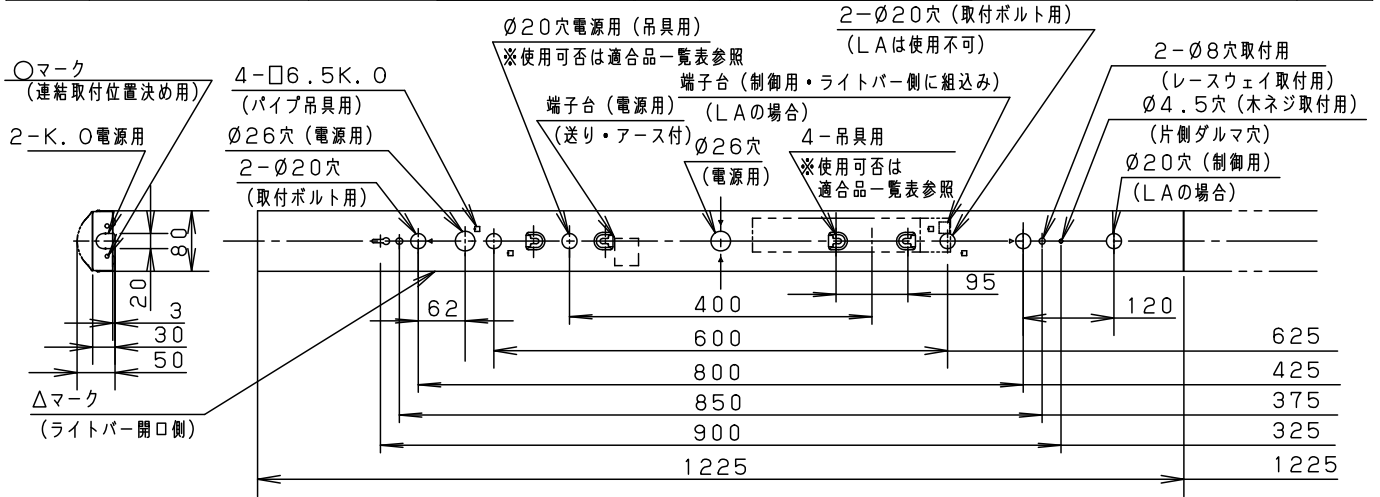 ○マーク
(連結取付位置決め用)
2-K.O電源用
4-□6.5K.O
(パイプ吊具用)
Ø26穴(電源用)
2-Ø20穴
(取付ボルト用)
Ø20穴電源用(吊具用)
※使用可否は適合品一覧表参照
端子台(電源用)
(送り・アース付)
端子台(制御用・ライトバー側に組込み)
(LAの場合)
Ø26穴
(電源用)
4-吊具用
※使用可否は
適合品一覧表参照
2-Ø20穴(取付ボルト用)
(LAは使用不可)
2-Ø8穴取付用
(レースウェイ取付用)
Ø4.5穴(木ネジ取付用)
(片側ダルマ穴)
Ø20穴(制御用)
(LAの場合)
80
80
20
3
30
50
62
400
95
120
600
625
800
425
850
375
900
325
1225
1225
△マーク
(ライトバー開口側)